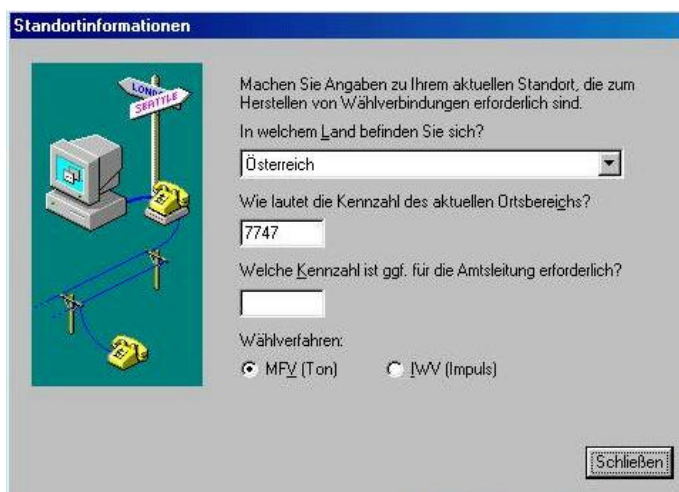 Standortinformationen
LONDO
SEATTLE
Machen Sie Angaben zu Ihrem aktuellen Standort, die zum
Herstellen von Wählverbindungen erforderlich sind.
In welchem Land befinden Sie sich?
Österreich
Wie lautet die Kennzahl des aktuellen Ortsbereichs?
7747
Welche Kennzahl ist ggf. für die Amtsleitung erforderlich?
Wählverfahren:
MFV (Ton) IWV (Impuls)
Schließen